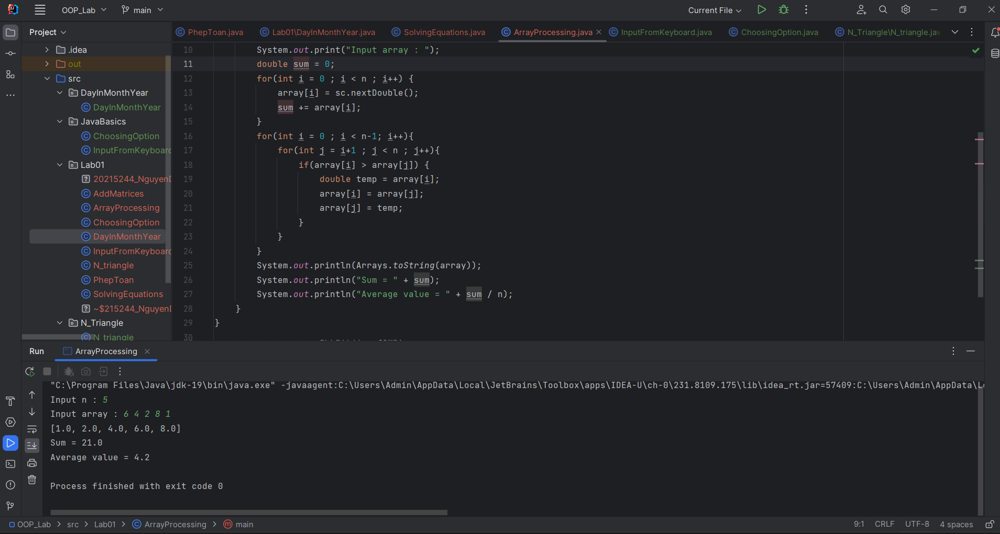 OOP_Lab main Current File
Project
PhepToan.java Lab01\DayInMonthYear.java SolvingEquations.java ArrayProcessing.java InputFromKeyboard.java ChoosingOption.java N_Triangle\N_triangle.jav
.idea
out
src
DayInMonthYear
DayInMonthYear
JavaBasics
ChoosingOption
InputFromKeyboard
Lab01
20215244_NguyenD
AddMatrices
ArrayProcessing
ChoosingOption
DayInMonthYear
InputFromKeyboard
N_triangle
PhepToan
SolvingEquations
~$215244_NguyenD
N_Triangle
N_triangle
10 System.out.print("Input array : ");
11 double sum = 0;
12 for(int i = 0 ; i < n ; i++) {
13 array[i] = sc.nextDouble();
14 sum += array[i];
15 }
16 for(int i = 0 ; i < n-1; i++){
17 for(int j = i+1 ; j < n ; j++){
18 if(array[i] > array[j]) {
19 double temp = array[i];
20 array[i] = array[j];
21 array[j] = temp;
22 }
23 }
24 }
25 System.out.println(Arrays.toString(array));
26 System.out.println("Sum = " + sum);
27 System.out.println("Average value = " + sum / n);
28 }
29 }
30
Run ArrayProcessing
"C:\Program Files\Java\jdk-19\bin\java.exe" -javaagent:C:\Users\Admin\AppData\Local\JetBrains\Toolbox\apps\IDEA-U\ch-0\231.8109.175\lib\idea_rt.jar=57409:C:\Users\Admin\AppData\Lo
Input n : 5
Input array : 6 4 2 8 1
[1.0, 2.0, 4.0, 6.0, 8.0]
Sum = 21.0
Average value = 4.2
Process finished with exit code 0
OOP_Lab > src > Lab01 > ArrayProcessing > main 9:1 CRLF UTF-8 4 spaces